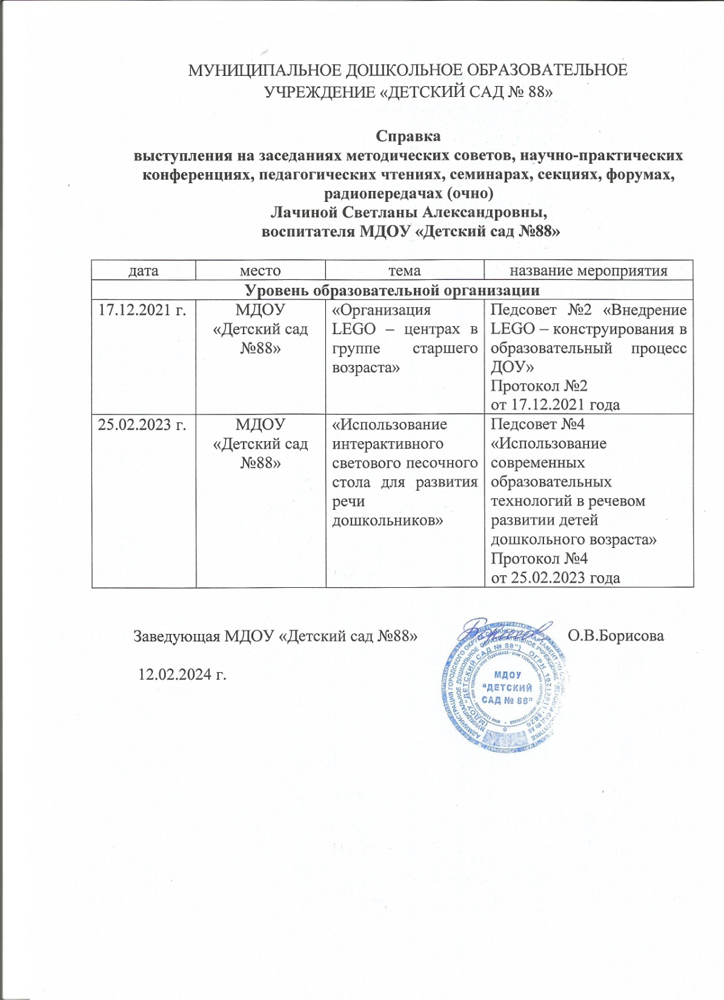 МУНИЦИПАЛЬНОЕ ДОШКОЛЬНОЕ ОБРАЗОВАТЕЛЬНОЕ
УЧРЕЖДЕНИЕ «ДЕТСКИЙ САД № 88»
Справка
выступления на заседаниях методических советов, научно-практических
конференциях, педагогических чтениях, семинарах, секциях, форумах,
радиопередачах (очно)
Лачиной Светланы Александровны,
воспитателя МДОУ «Детский сад №88»
дата место тема название мероприятия
Уровень образовательной организации
17.12.2021 г.
МДОУ
«Детский сад
№88»
«Организация
LEGO – центрах в
группе старшего
возраста»
Педсовет №2 «Внедрение
LEGO – конструирования в
образовательный процесс
ДОУ»
Протокол №2
от 17.12.2021 года
25.02.2023 г.
МДОУ
«Детский сад
№88»
«Использование
интерактивного
светового песочного
стола для развития
речи
дошкольников»
Педсовет №4
«Использование
современных
образовательных
технологий в речевом
развитии детей
дошкольного возраста»
Протокол №4
от 25.02.2023 года
Заведующая МДОУ «Детский сад №88» О.В.Борисова
12.02.2024 г.
МДОУ
"ДЕТСКИЙ
САД № 88"